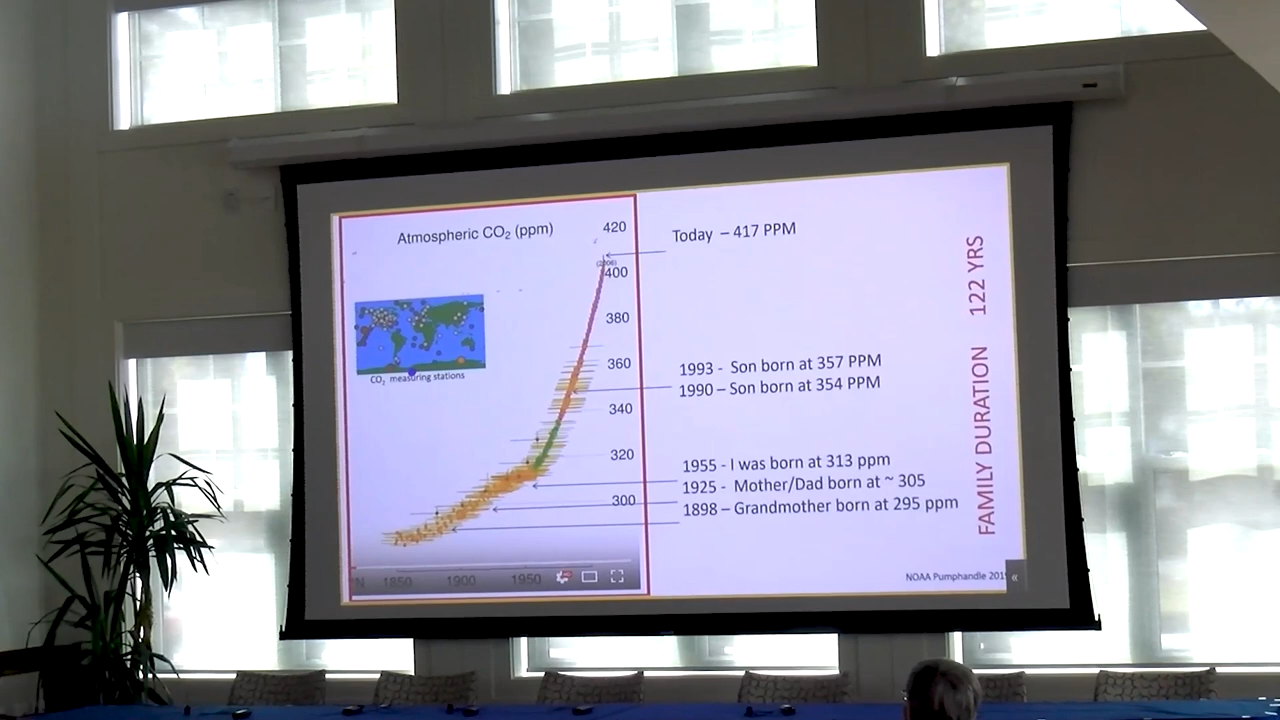 Atmospheric CO₂ (ppm)
420
400
380
360
340
320
300
CO₂ measuring stations
1850 1900 1950
Today – 417 PPM
1993 - Son born at 357 PPM
1990 – Son born at 354 PPM
1955 - I was born at 313 ppm
1925 - Mother/Dad born at ~ 305
1898 – Grandmother born at 295 ppm
FAMILY DURATION 122 YRS
NOAA Pumphandle
«